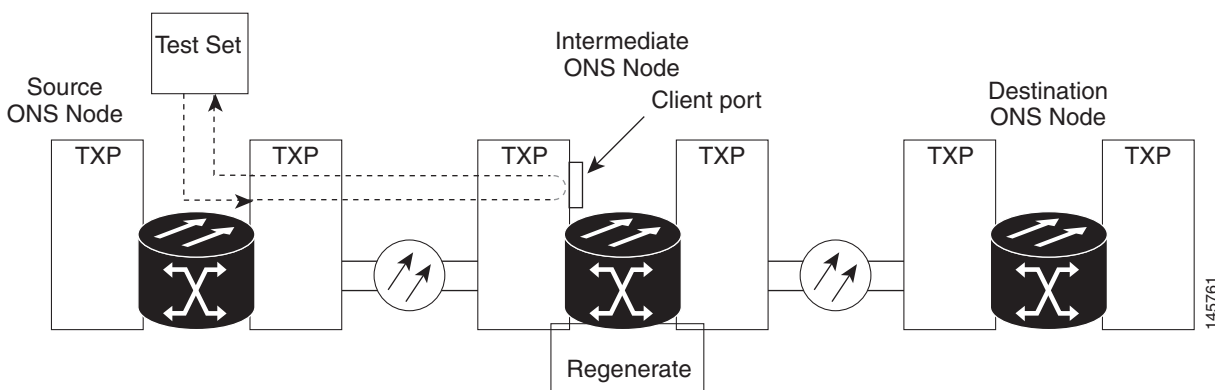 Test Set
Intermediate
ONS Node
Client port
Source
ONS Node
Destination
ONS Node
TXP
TXP
TXP
TXP
TXP
TXP
Regenerate
145761